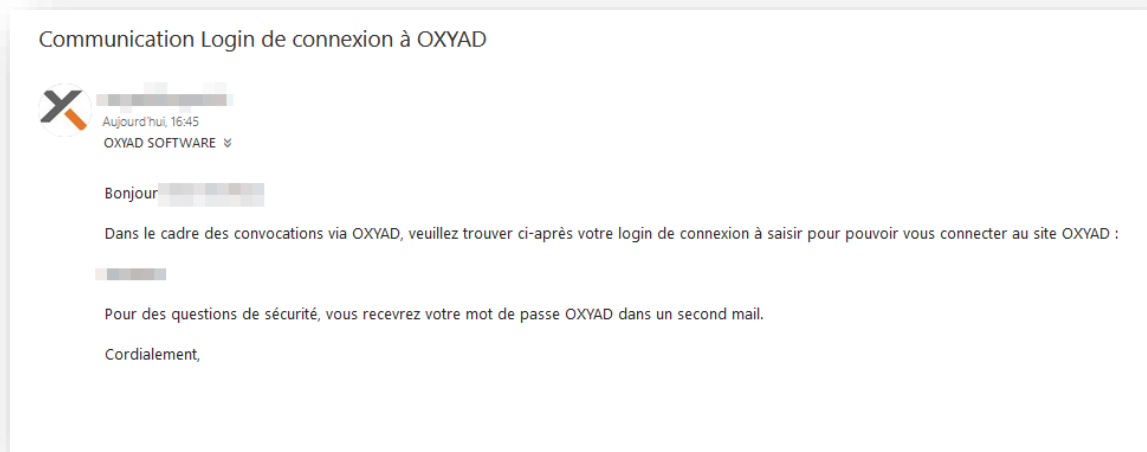 Communication Login de connexion à OXYAD
Aujourd'hui, 16:45
OXYAD SOFTWARE
Bonjour
Dans le cadre des convocations via OXYAD, veuillez trouver ci-après votre login de connexion à saisir pour pouvoir vous connecter au site OXYAD :
Pour des questions de sécurité, vous recevrez votre mot de passe OXYAD dans un second mail.
Cordialement,